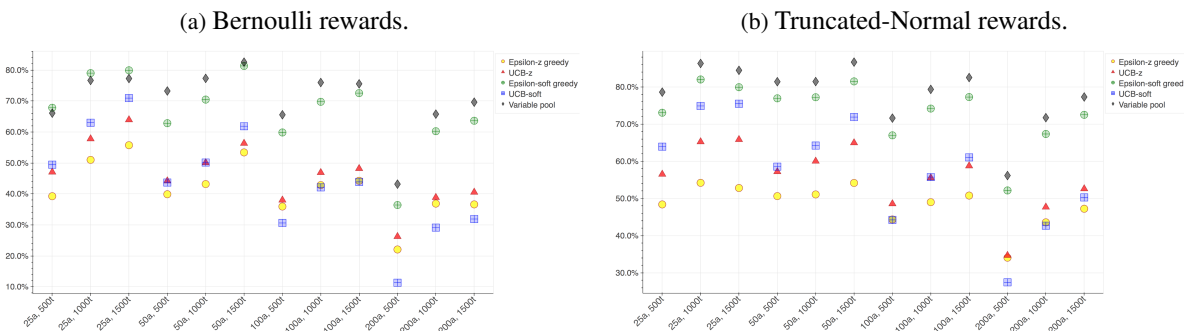 (a) Bernoulli rewards.
80.0%
70.0%
60.0%
50.0%
40.0%
30.0%
20.0%
10.0%
25a, 500t
25a, 1000t
25a, 1500t
50a, 500t
50a, 1000t
50a, 1500t
100a, 500t
100a, 1000t
100a, 1500t
200a, 500t
200a, 1000t
200a, 1500t
Epsilon-z greedy
UCB-z
Epsilon-soft greedy
UCB-soft
Variable pool
(b) Truncated-Normal rewards.
80.0%
70.0%
60.0%
50.0%
40.0%
30.0%
25a, 500t
25a, 1000t
25a, 1500t
50a, 500t
50a, 1000t
50a, 1500t
100a, 500t
100a, 1000t
100a, 1500t
200a, 500t
200a, 1000t
200a, 1500t
Epsilon-z greedy
UCB-z
Epsilon-soft greedy
UCB-soft
Variable pool